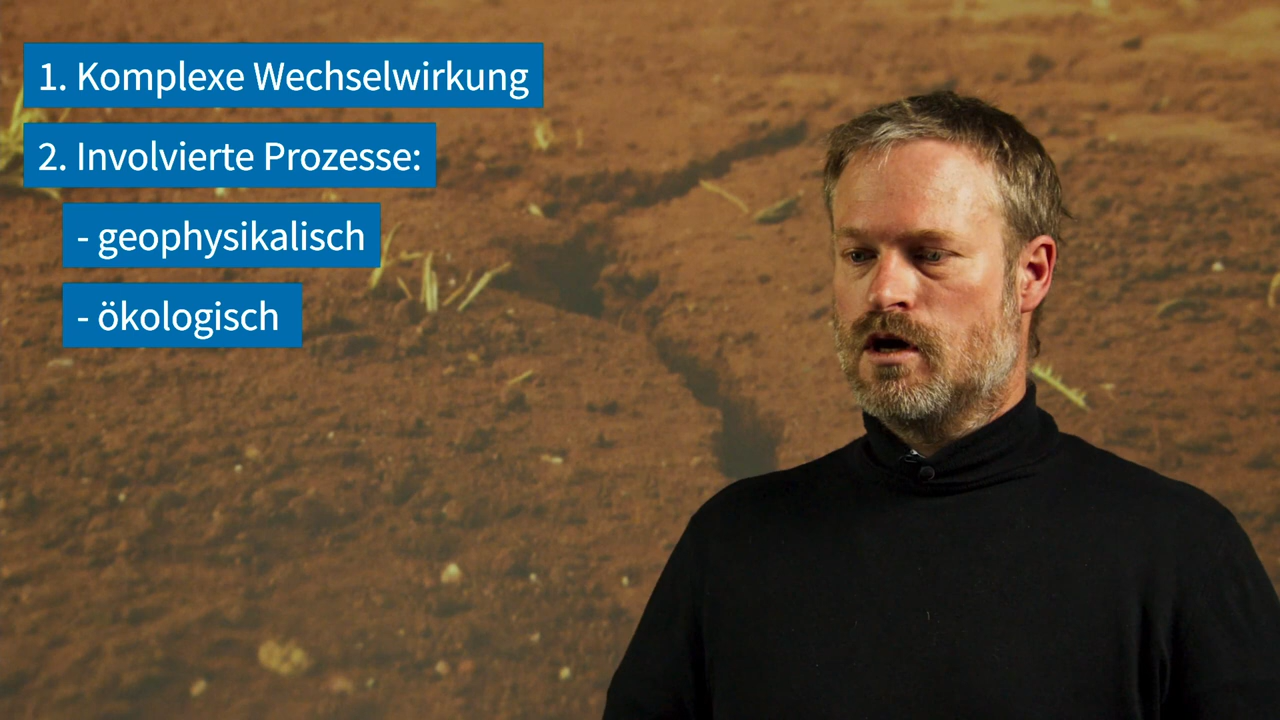 1. Komplexe Wechselwirkung
2. Involvierte Prozesse:
- geophysikalisch
- ökologisch